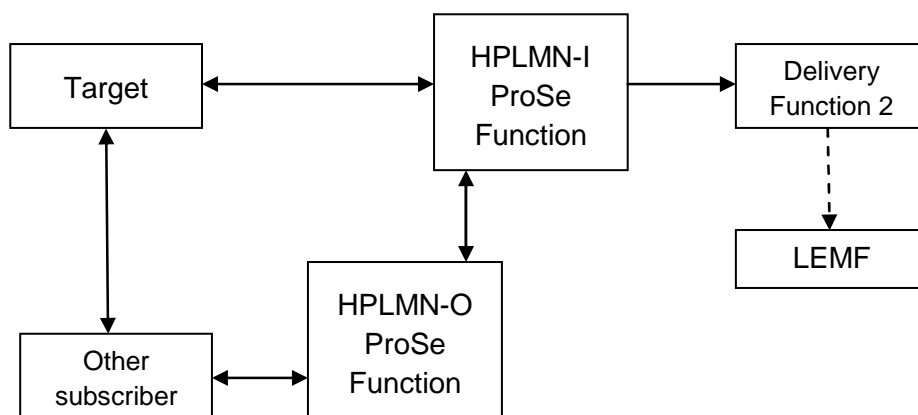 Target
HPLMN-I
ProSe
Function
Delivery
Function 2
LEMF
HPLMN-O
ProSe
Function
Other
subscriber